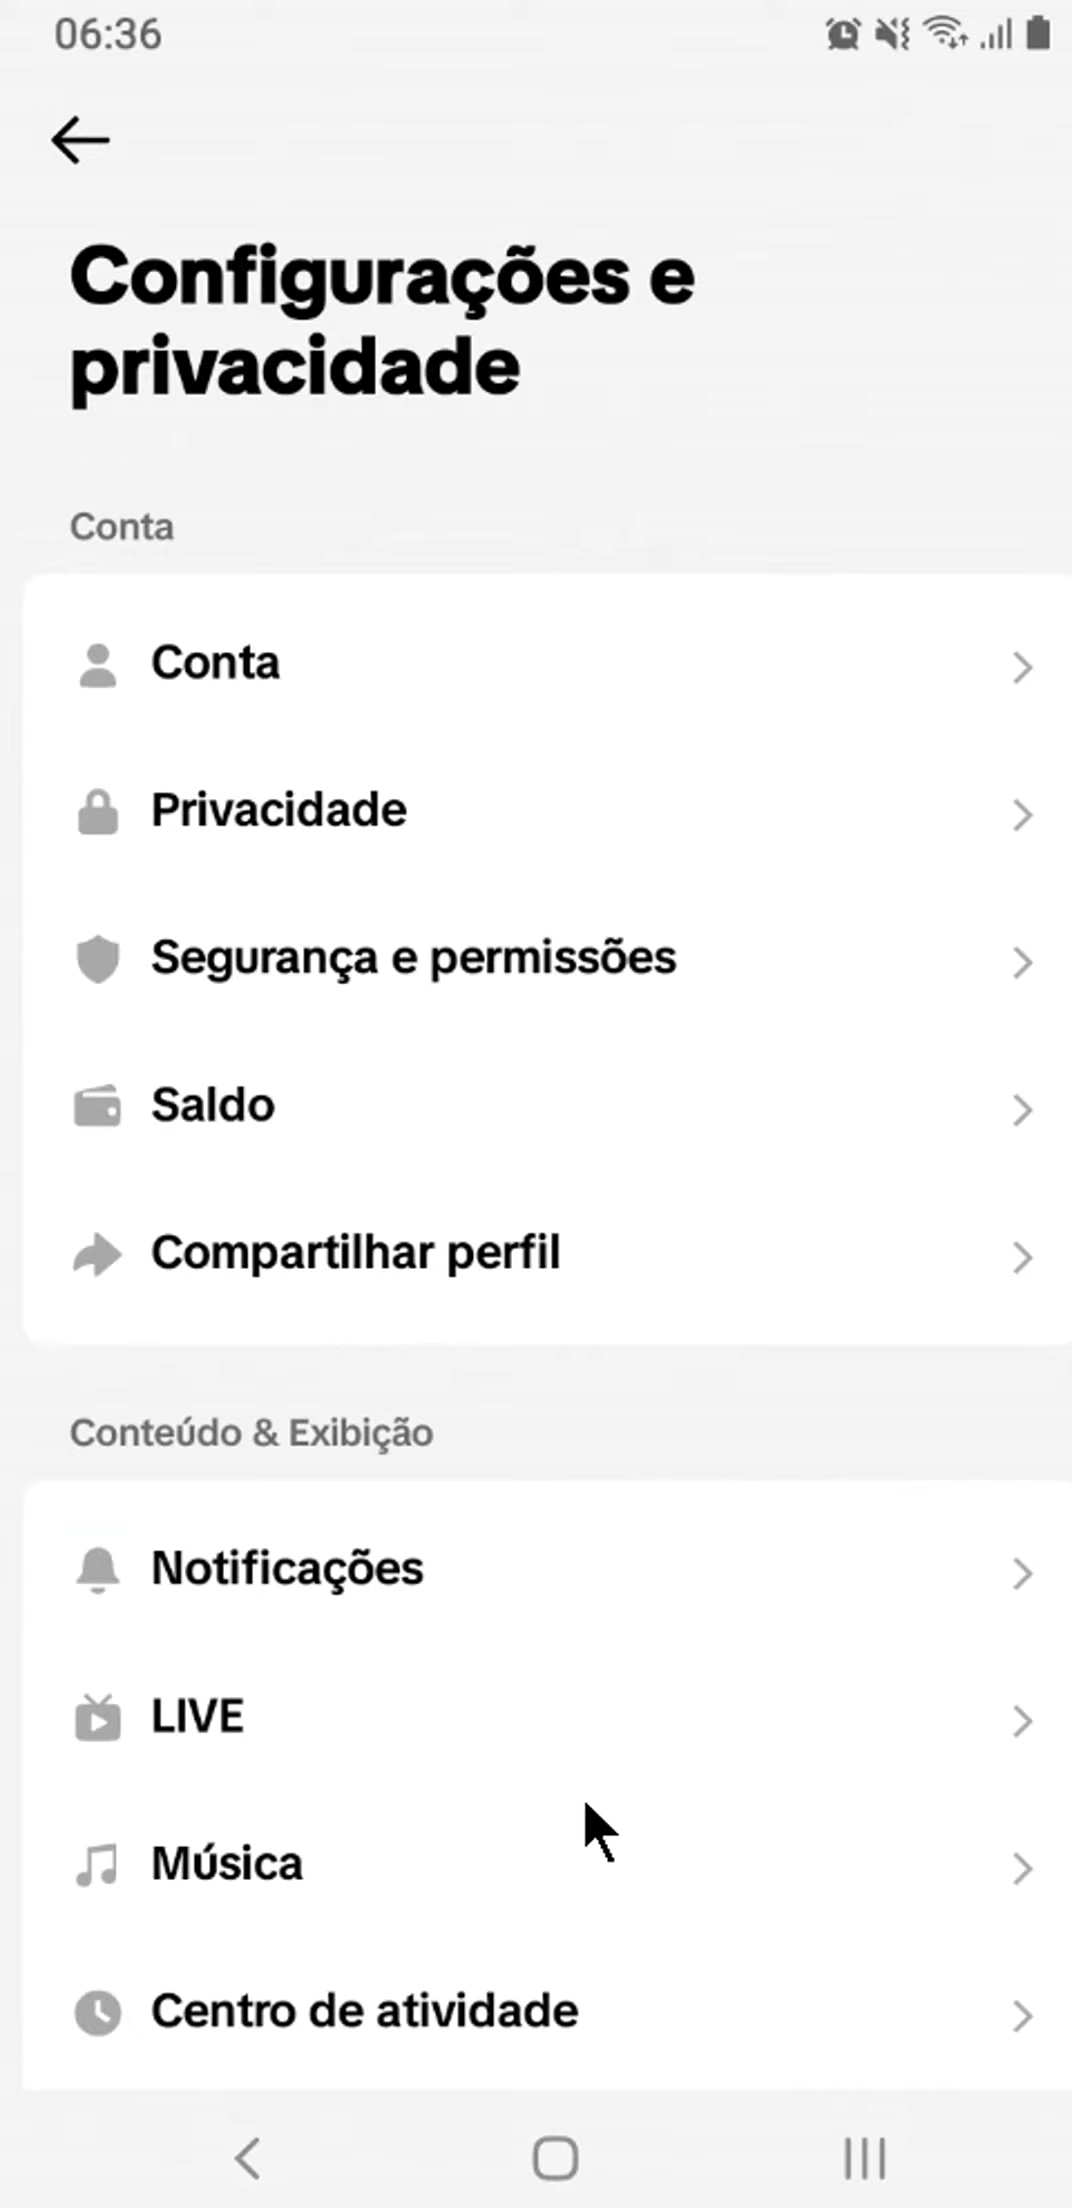 06:36
Configurações e
privacidade
Conta
Conta
Privacidade
Segurança e permissões
Saldo
Compartilhar perfil
Conteúdo & Exibição
Notificações
LIVE
Música
Centro de atividade